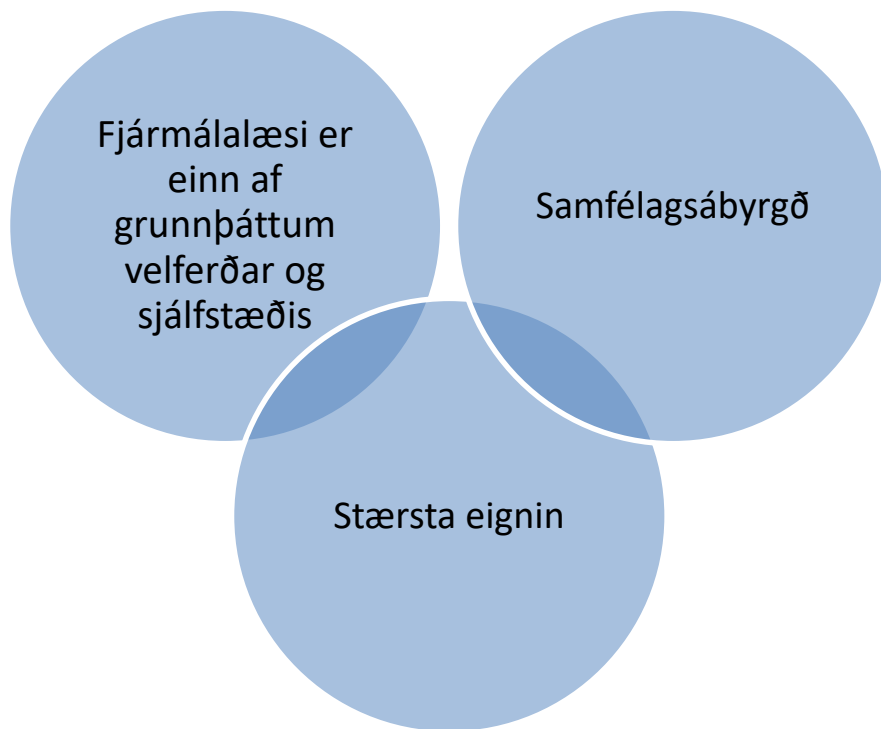 Fjármálalæsi er
einn af
grunnþáttum
velferðar og
sjálfstæðis
Samfélagsábyrgð
Stærsta eignin